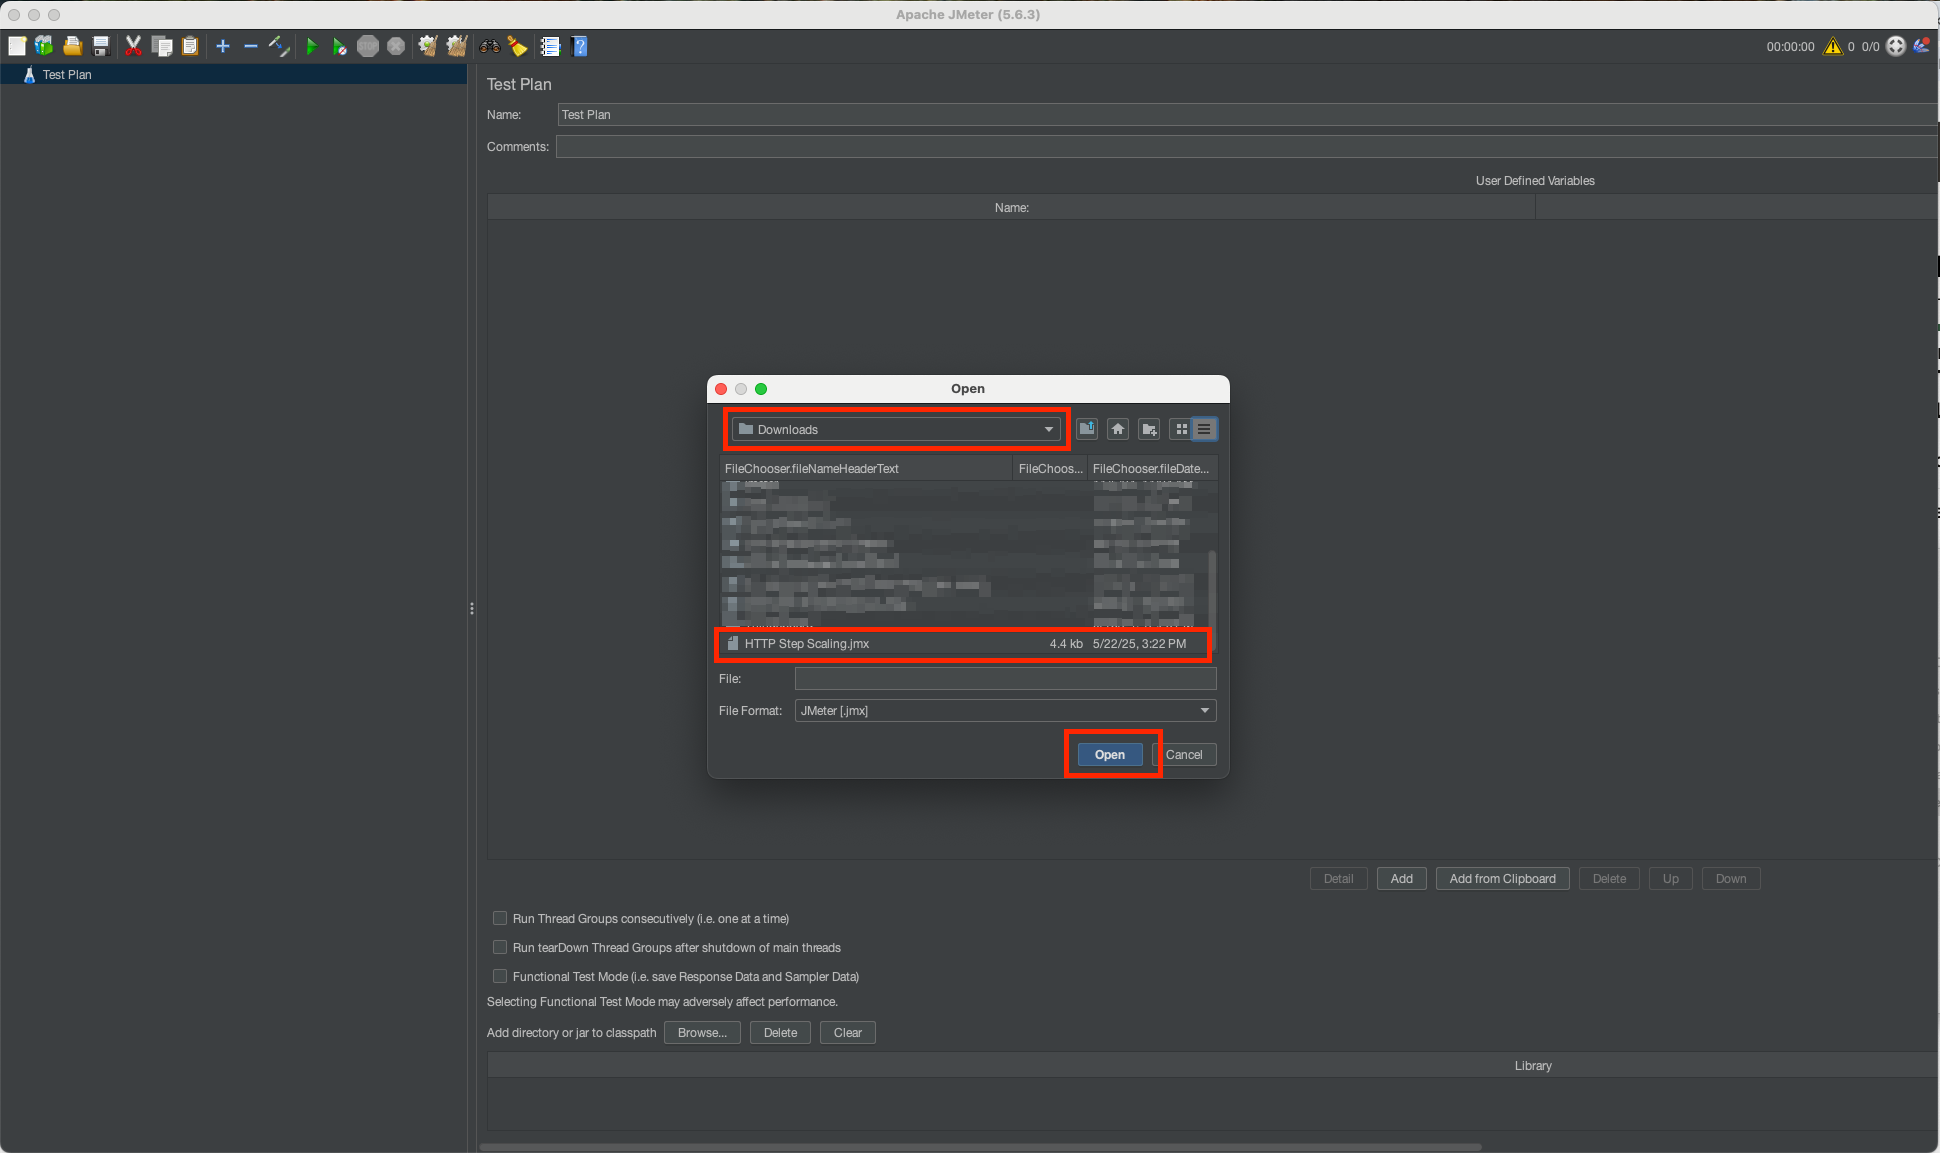 Apache JMeter (5.6.3)
STOP
00:00:00 0 0/0
Test Plan
Test Plan
Name: Test Plan
Comments:
User Defined Variables
Name:
Open
Downloads
FileChooser.fileNameHeaderText FileChoos... FileChooser.fileDate...
HTTP Step Scaling.jmx 4.4 kb 5/22/25, 3:22 PM
File:
File Format: JMeter [.jmx]
Open Cancel
Detail Add Add from Clipboard Delete Up Down
Run Thread Groups consecutively (i.e. one at a time)
Run tearDown Thread Groups after shutdown of main threads
Functional Test Mode (i.e. save Response Data and Sampler Data)
Selecting Functional Test Mode may adversely affect performance.
Add directory or jar to classpath Browse... Delete Clear
Library